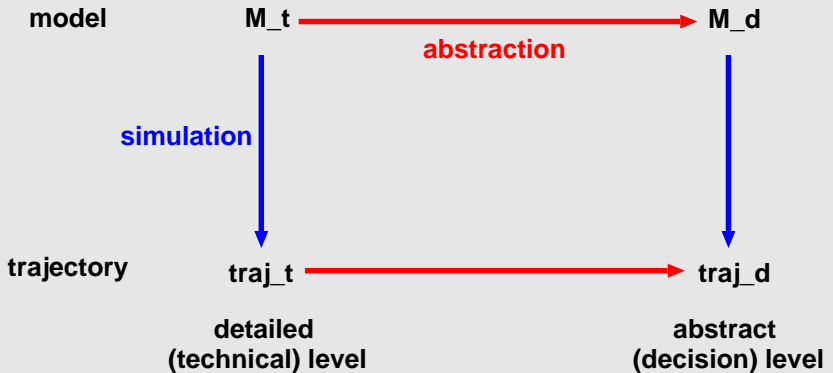 model M_t M_d
abstraction
simulation
trajectory traj_t traj_d
detailed abstract
(technical) level (decision) level